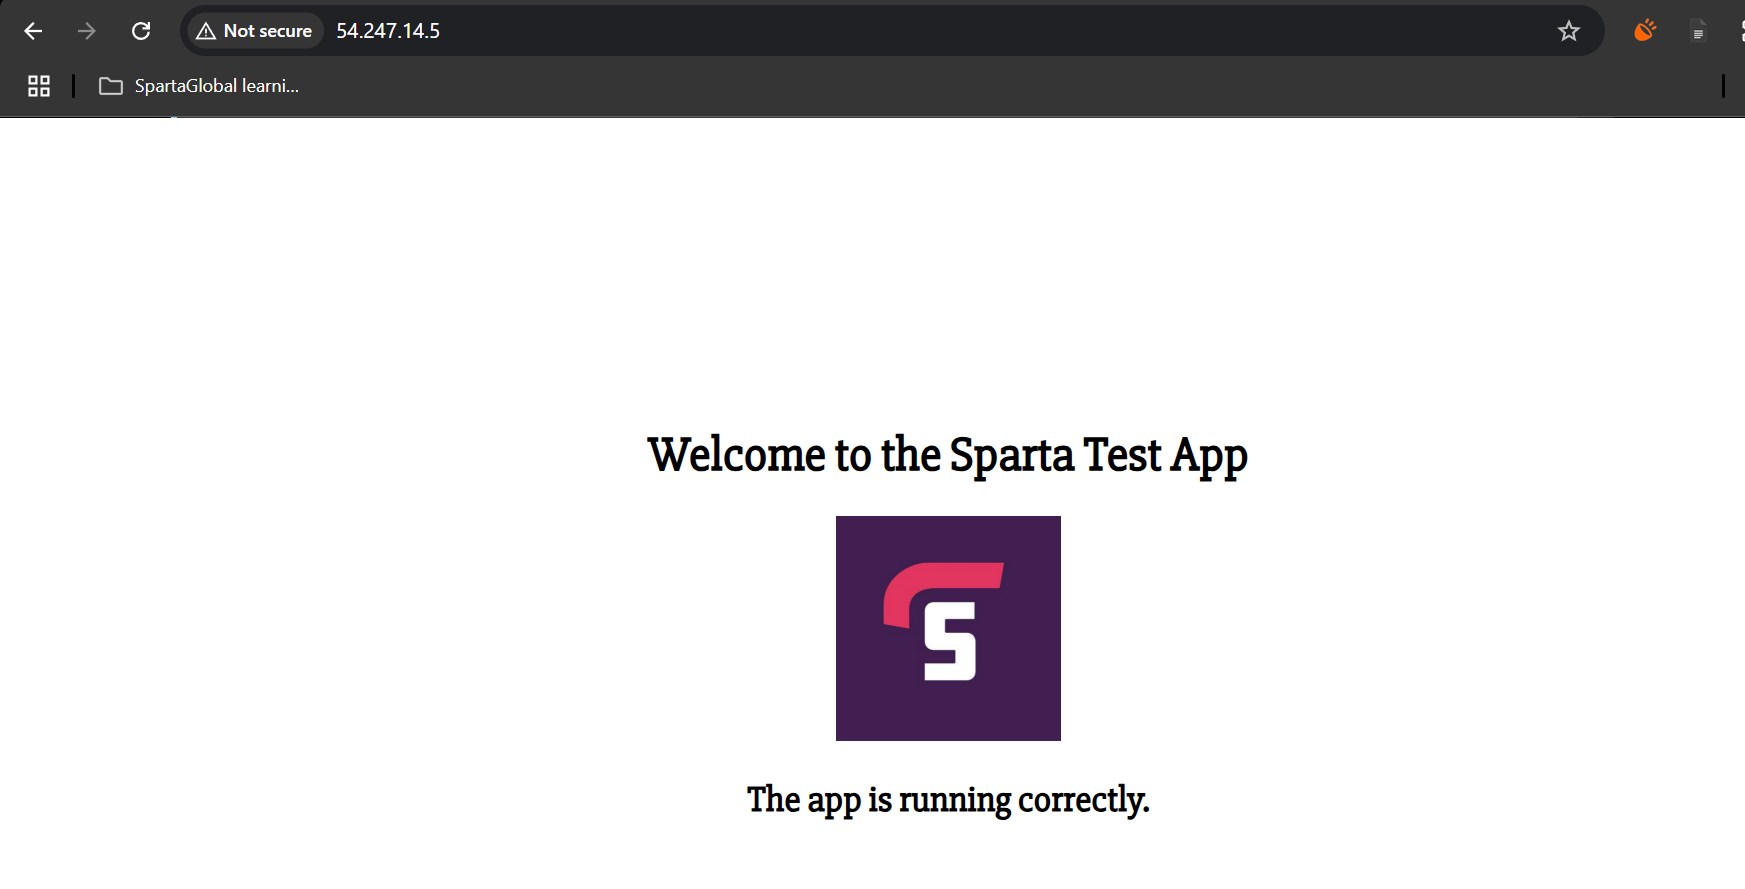 Not secure
54.247.14.5
SpartaGlobal learni...
Welcome to the Sparta Test App
S
The app is running correctly.